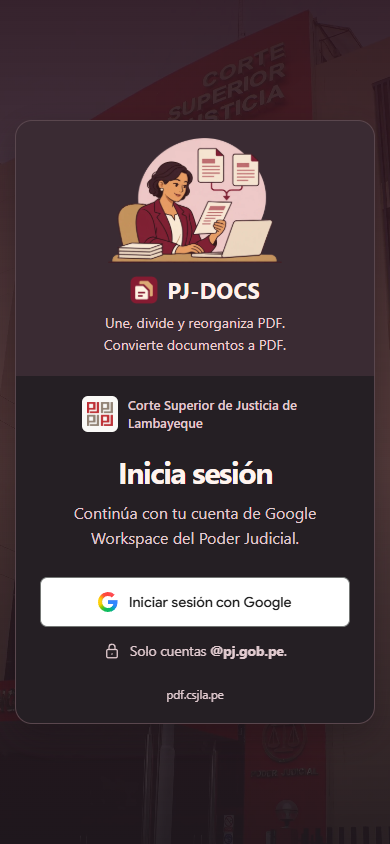 CORTE
SUPERIOR
JUSTICIA
PJ-DOCS
Une, divide y reorganiza PDF.
Convierte documentos a PDF.
Corte Superior de Justicia de
Lambayeque
Inicia sesión
Continúa con tu cuenta de Google
Workspace del Poder Judicial.
Iniciar sesión con Google
Solo cuentas @pj.gob.pe.
pdf.csjla.pe